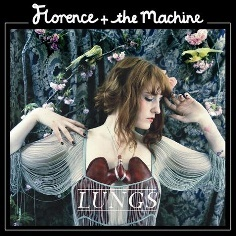 Florence + the Machine
LUNGS